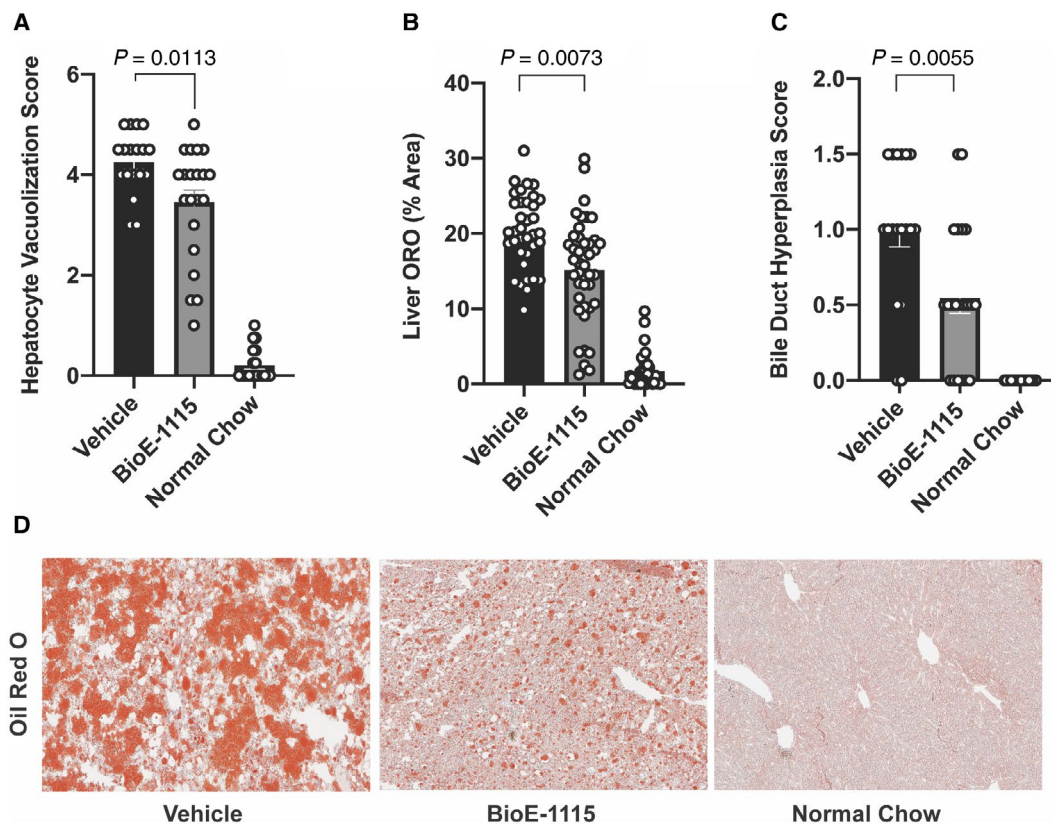 A
P = 0.0113
Hepatocyte Vacuolization Score
6
4
2
0
Vehicle
BioE-1115
Normal Chow
B
P = 0.0073
Liver ORO (% Area)
40
30
20
10
0
Vehicle
BioE-1115
Normal Chow
C
P = 0.0055
Bile Duct Hyperplasia Score
2.0
1.5
1.0
0.5
0.0
Vehicle
BioE-1115
Normal Chow
D
Oil Red O
Vehicle
BioE-1115
Normal Chow